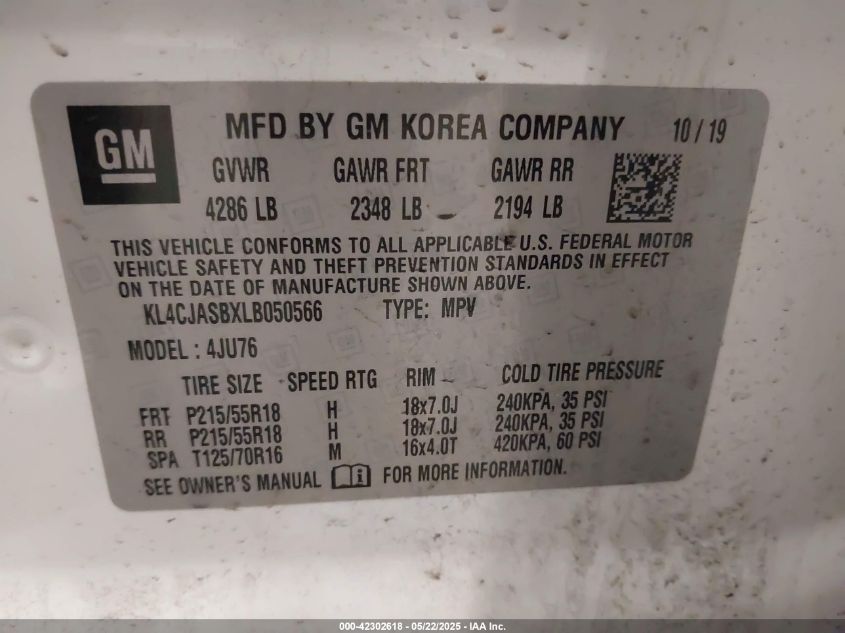 GM
MFD BY GM KOREA COMPANY 10 / 19
GVWR GAWR FRT GAWR RR
4286 LB 2348 LB 2194 LB
THIS VEHICLE CONFORMS TO ALL APPLICABLE U.S. FEDERAL MOTOR
VEHICLE SAFETY AND THEFT PREVENTION STANDARDS IN EFFECT
ON THE DATE OF MANUFACTURE SHOWN ABOVE.
KL4CJASBXLB050566 TYPE: MPV
MODEL : 4JU76
TIRE SIZE SPEED RTG RIM COLD TIRE PRESSURE
FRT P215/55R18 H 18x7.0J 240KPA, 35 PSI
RR P215/55R18 H 18x7.0J 240KPA, 35 PSI
SPA T125/70R16 M 16x4.0T 420KPA, 60 PSI
SEE OWNER'S MANUAL i FOR MORE INFORMATION.
000-42302618 - 05/22/2025 - IAA Inc.